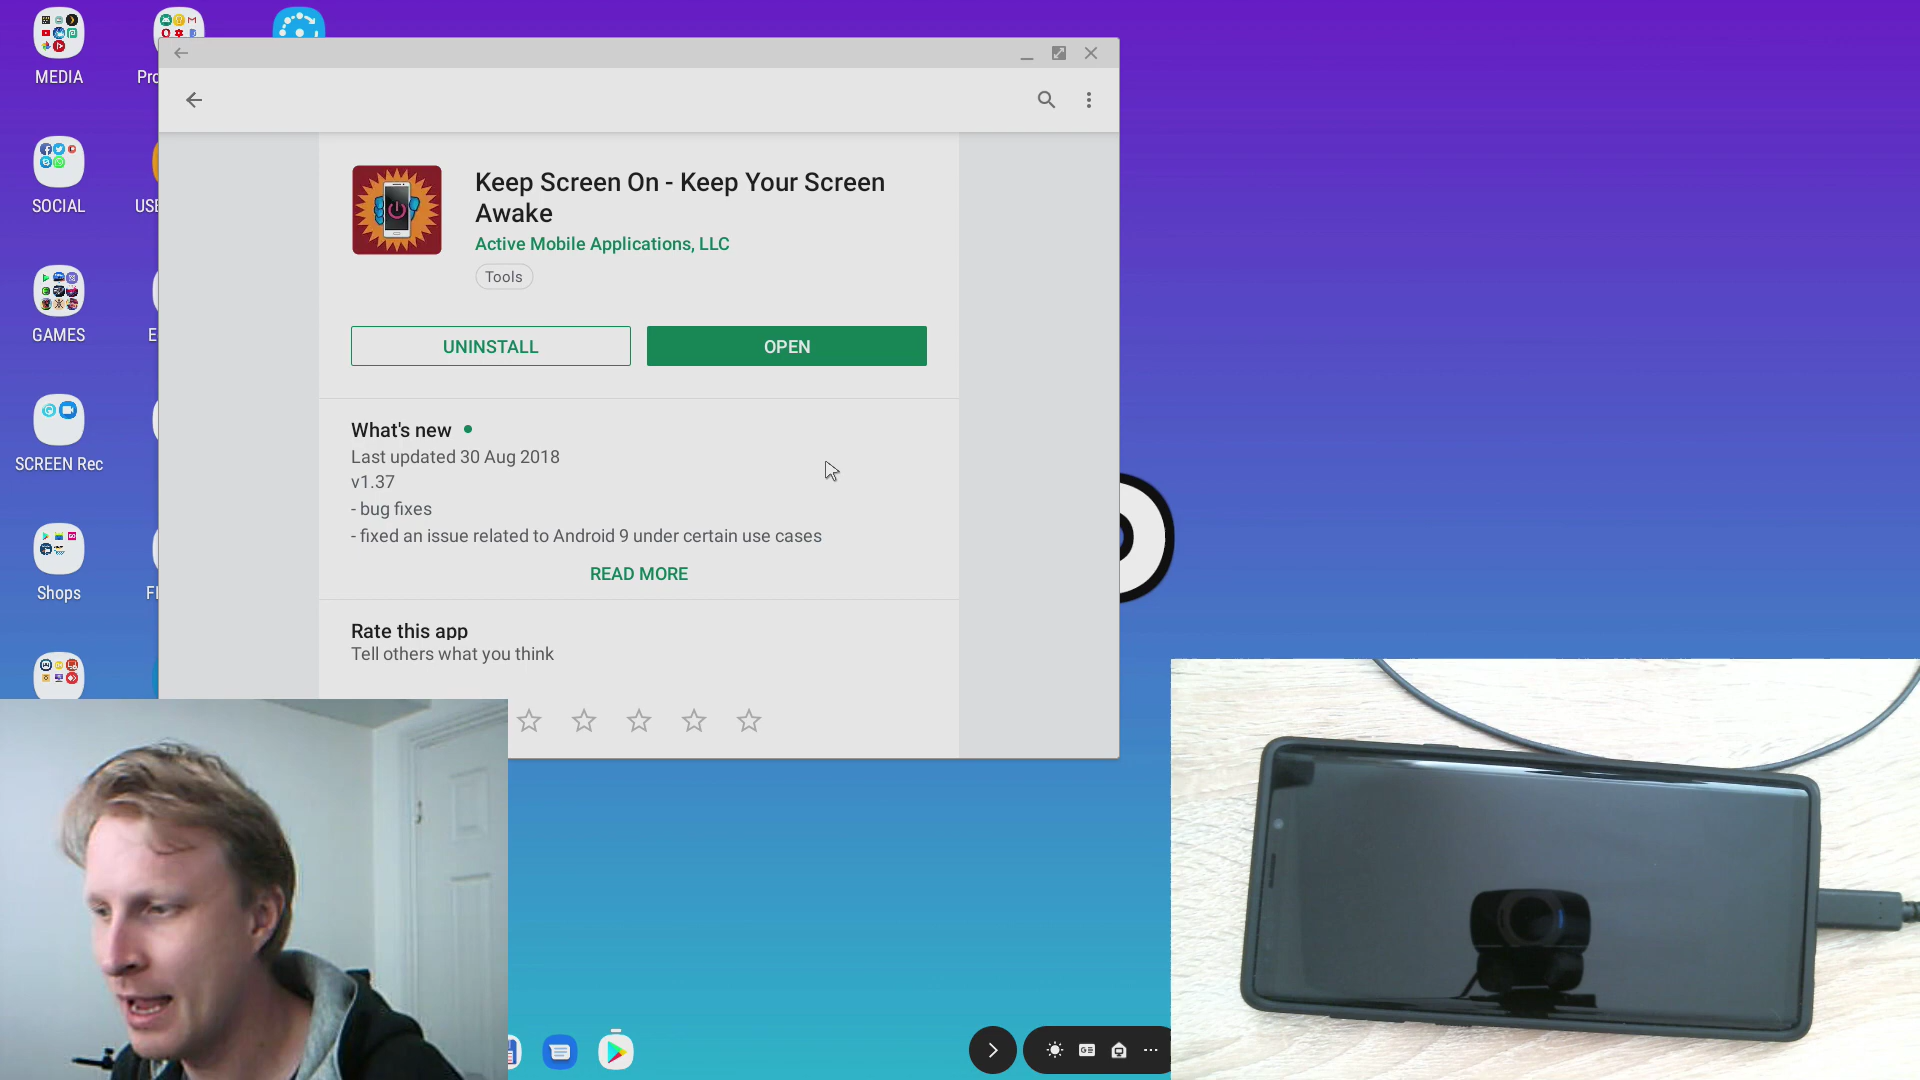 MEDIA
SOCIAL
GAMES
SCREEN Rec
Shops
Keep Screen On - Keep Your Screen
Awake
Active Mobile Applications, LLC
Tools
UNINSTALL
OPEN
What's new
Last updated 30 Aug 2018
v1.37
- bug fixes
- fixed an issue related to Android 9 under certain use cases
READ MORE
Rate this app
Tell others what you think